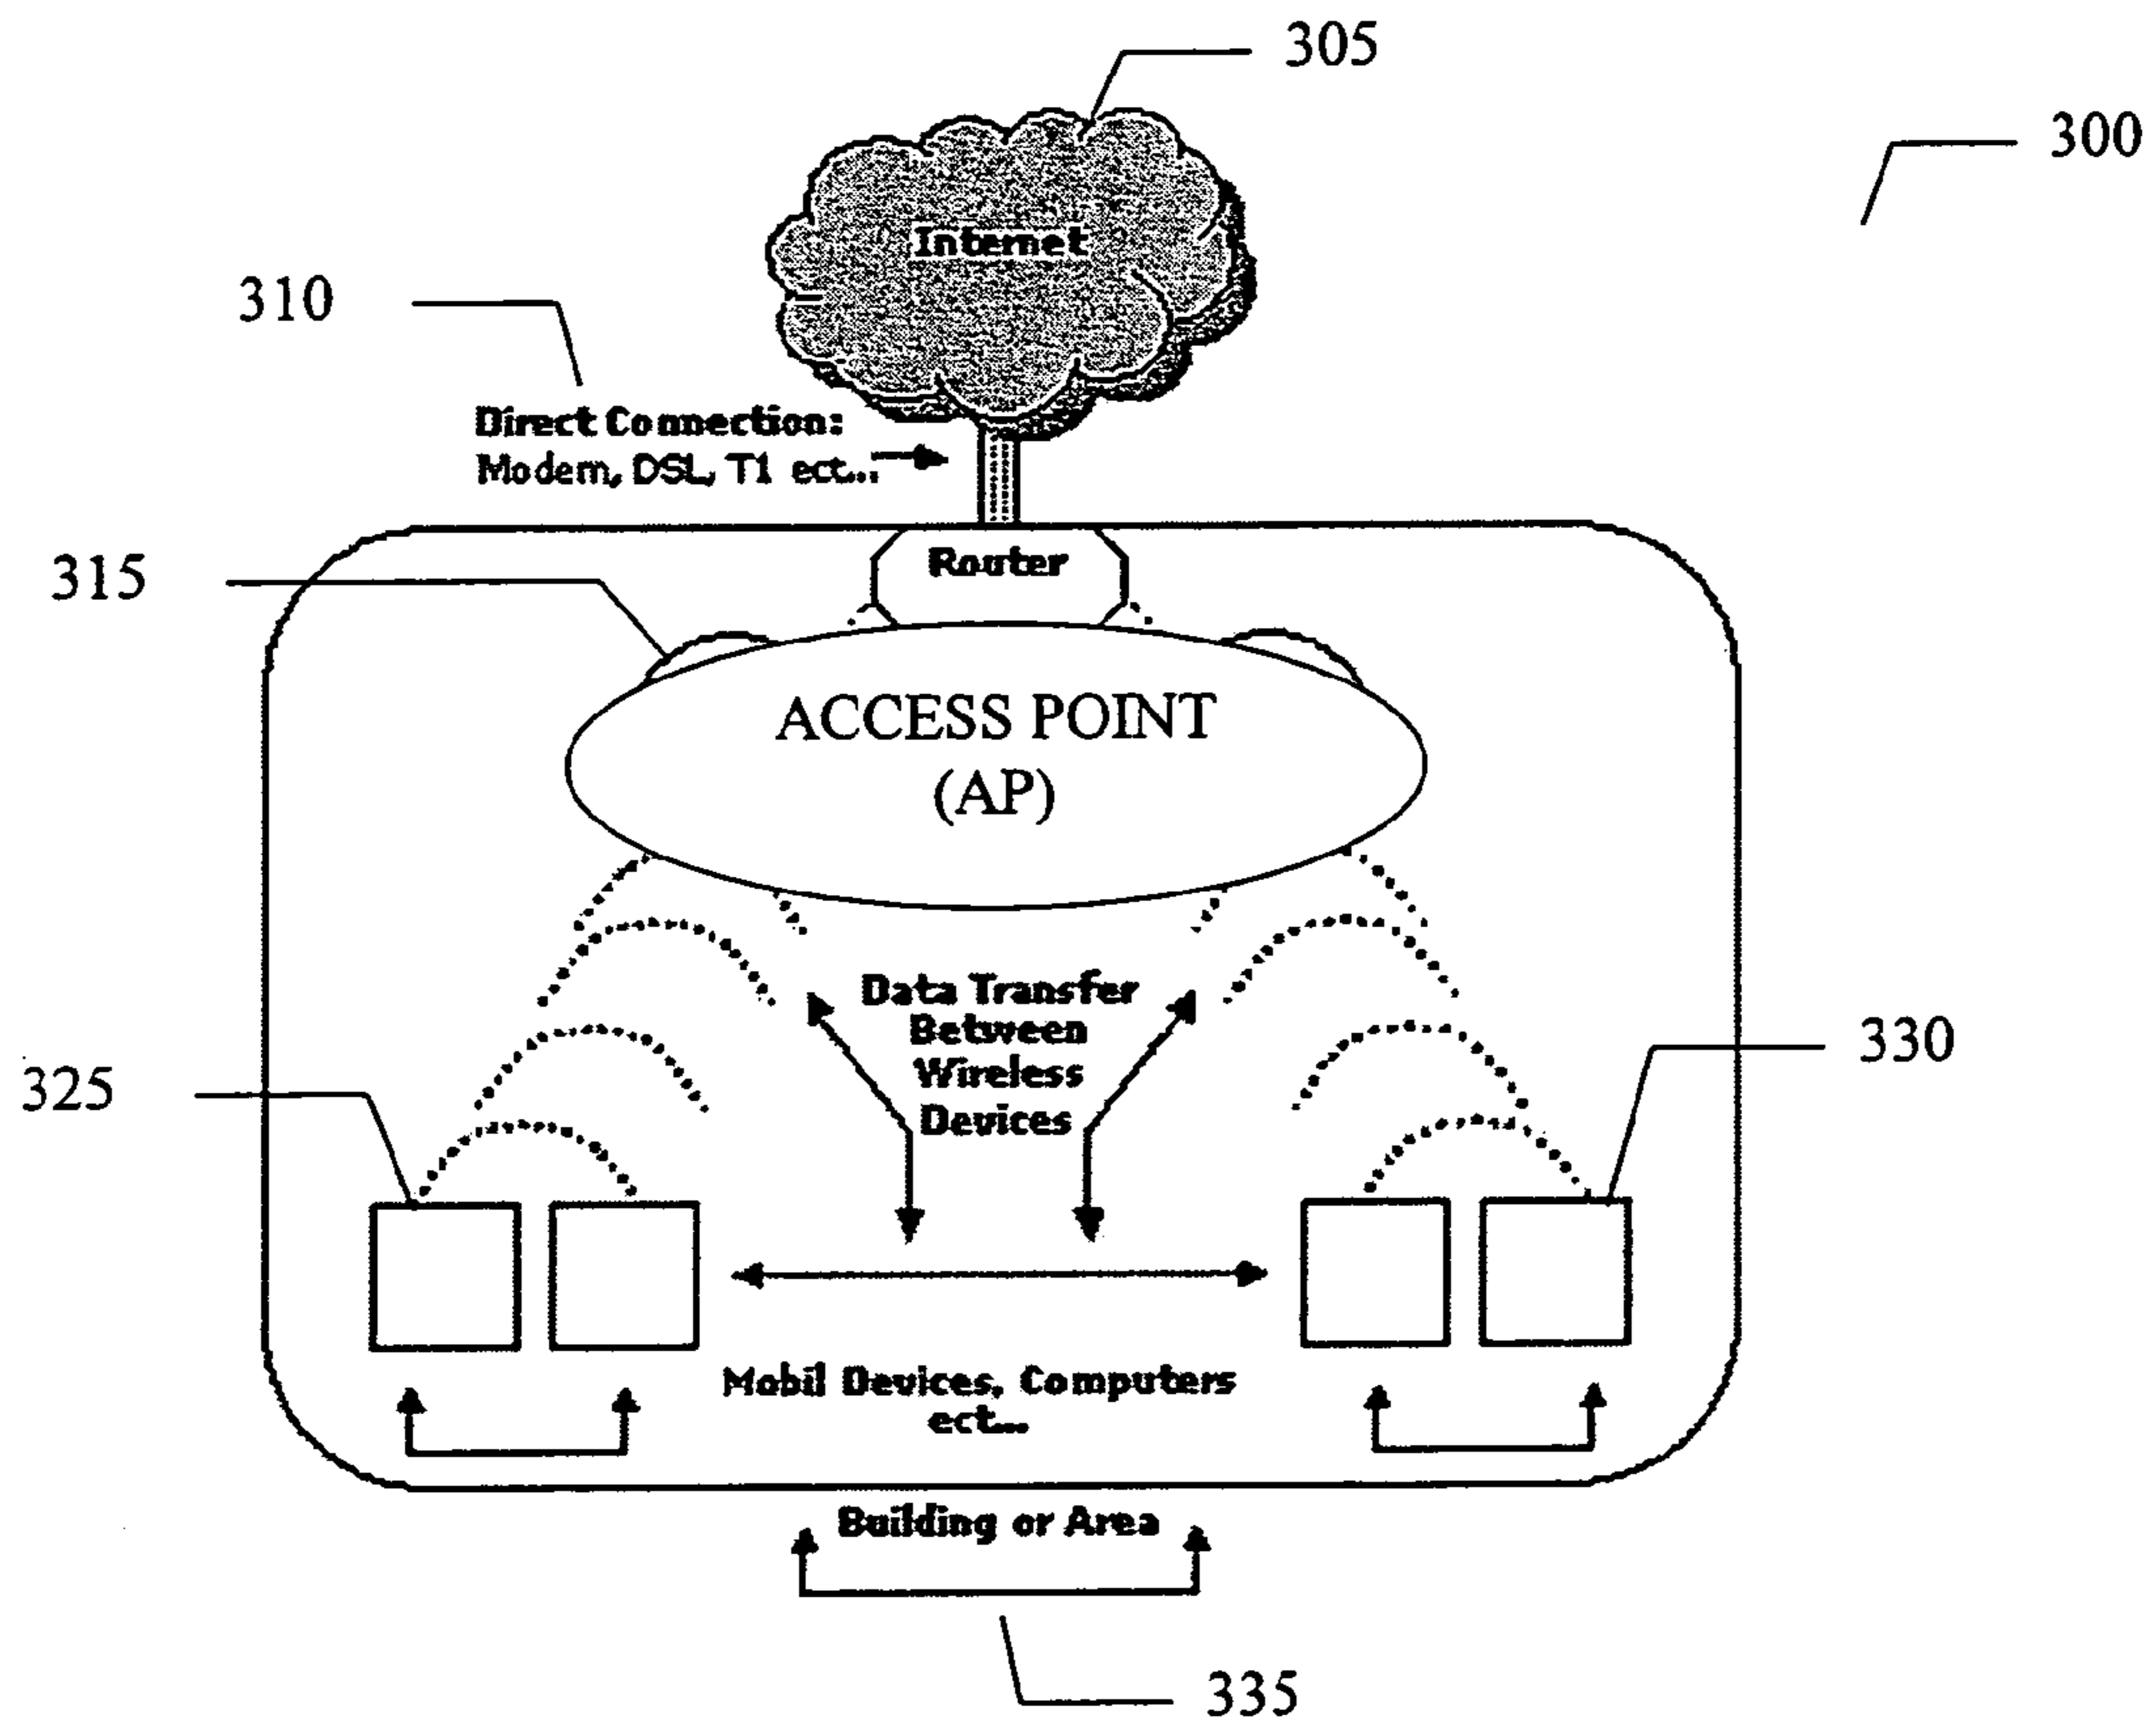 305
300
Internet
310
Direct Connection:
Modem, DSL, T1 ect...
Router
315
ACCESS POINT
(AP)
Data Transfer
Between
Wireless
Devices
330
325
Mobil Devices, Computers
ect...
Building or Area
335